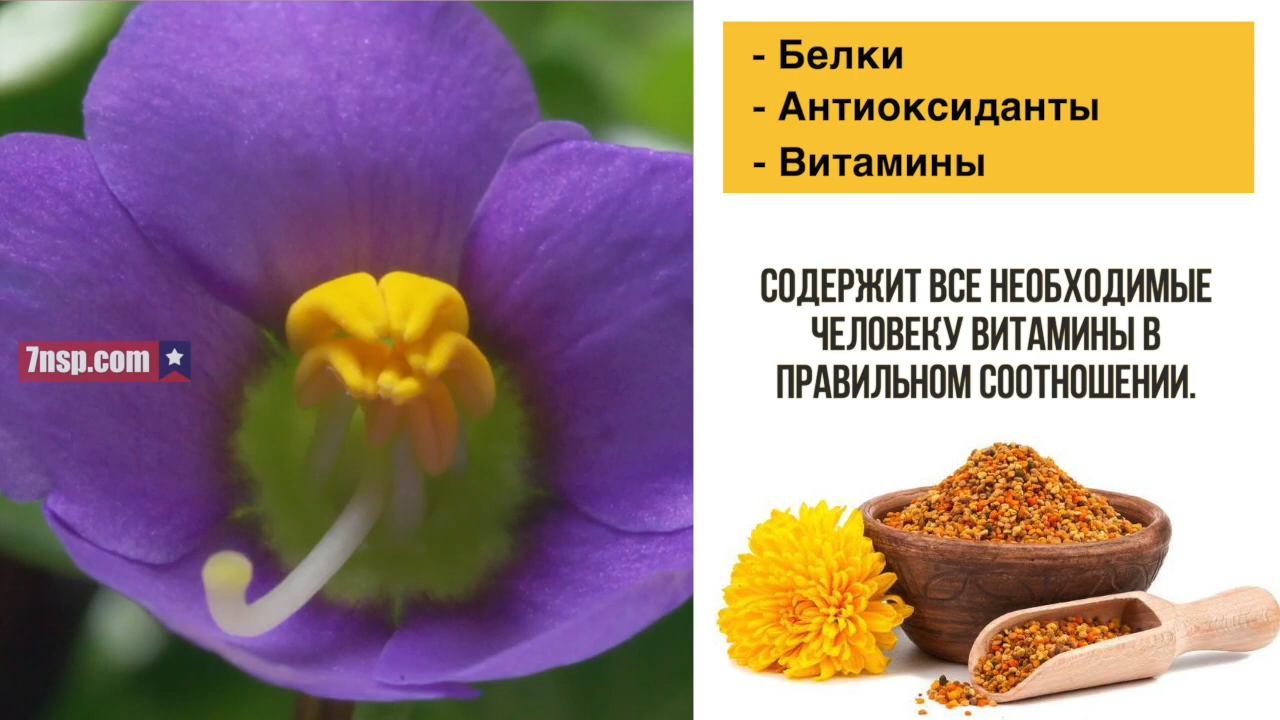 7nsp.com
- Белки
- Антиоксиданты
- Витамины
СОДЕРЖИТ ВСЕ НЕОБХОДИМЫЕ
ЧЕЛОВЕКУ ВИТАМИНЫ В
ПРАВИЛЬНОМ СООТНОШЕНИИ.